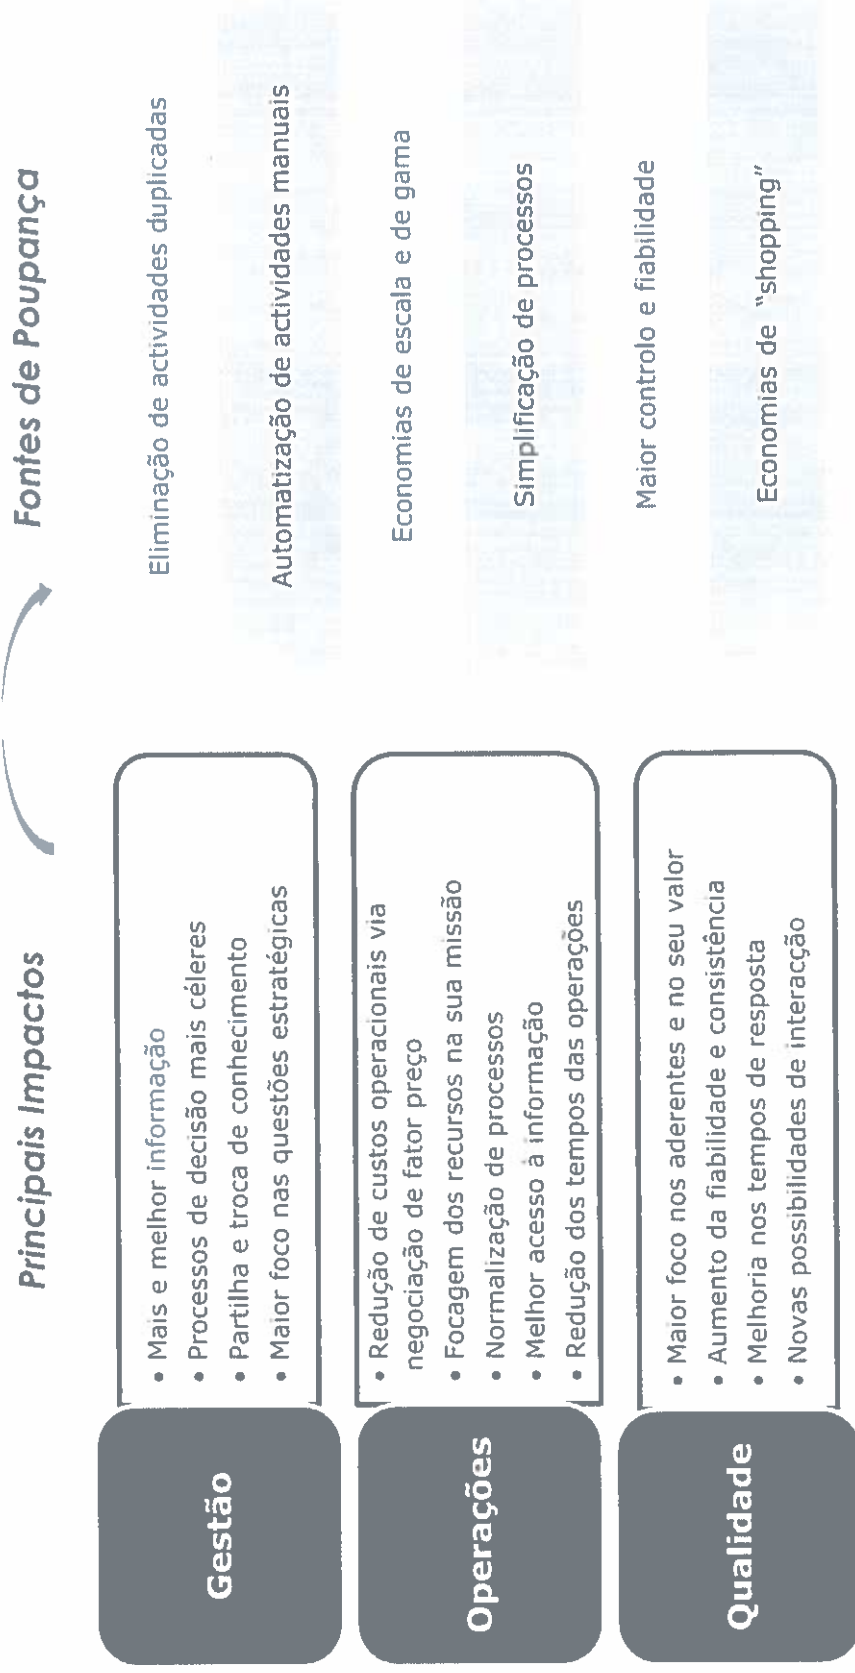 Principais Impactos
Fontes de Poupança
Gestão
• Mais e melhor informação
• Processos de decisão mais céleres
• Partilha e troca de conhecimento
• Maior foco nas questões estratégicas
Operações
• Redução de custos operacionais via
negociação de fator preço
• Focagem dos recursos na sua missão
• Normalização de processos
• Melhor acesso à informação
• Redução dos tempos das operações
Qualidade
• Maior foco nos aderentes e no seu valor
• Aumento da fiabilidade e consistência
• Melhoria nos tempos de resposta
• Novas possibilidades de interacção
Eliminação de actividades duplicadas
Automatização de actividades manuais
Economias de escala e de gama
Simplificação de processos
Maior controlo e fiabilidade
Economias de “shopping”